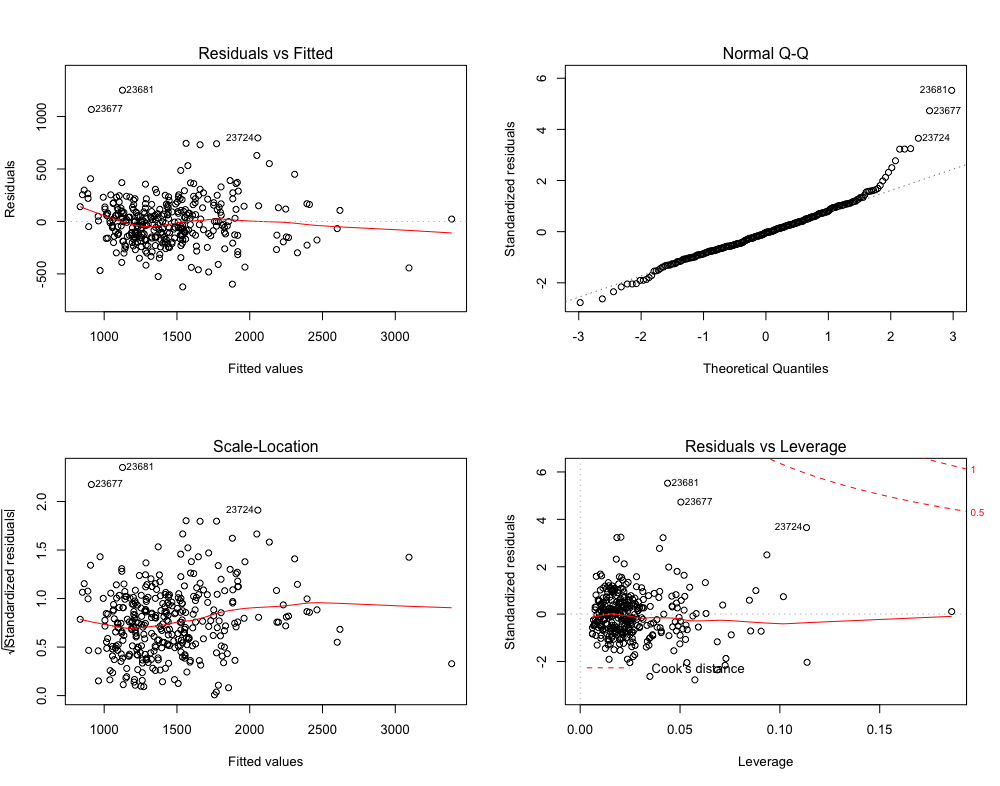 Residuals vs Fitted
Residuals
-500 0 500 1000
23681
23677
23724
1000 1500 2000 2500 3000
Fitted values
Normal Q-Q
Standardized residuals
-2 0 2 4 6
23681
23677
23724
-3 -2 -1 0 1 2 3
Theoretical Quantiles
Scale-Location
√|Standardized residuals|
0.0 0.5 1.0 1.5 2.0
23681
23677
23724
1000 1500 2000 2500 3000
Fitted values
Residuals vs Leverage
Standardized residuals
-2 0 2 4 6
1
0.5
23681
23677
23724
Cook's distance
0.00 0.05 0.10 0.15
Leverage